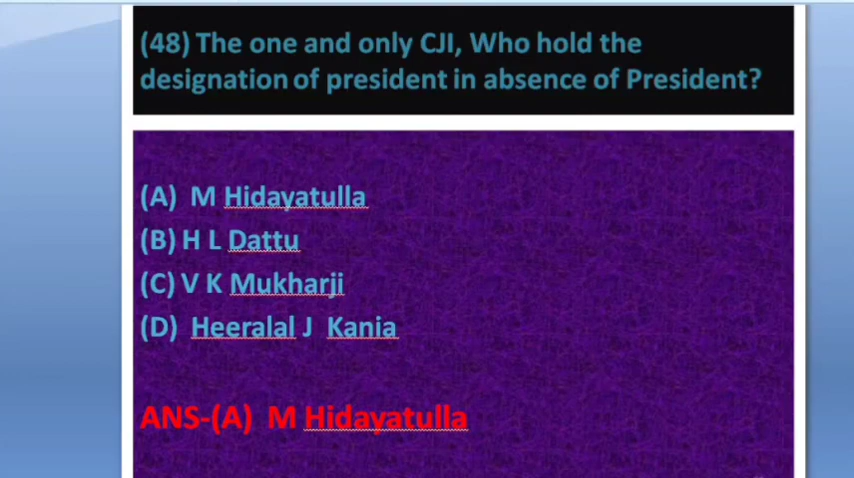 (48) The one and only CJI, Who hold the
designation of president in absence of President?
(A) M Hidayatulla
(B) H L Dattu
(C) V K Mukharji
(D) Heeralal J Kania
ANS-(A) M Hidayatulla